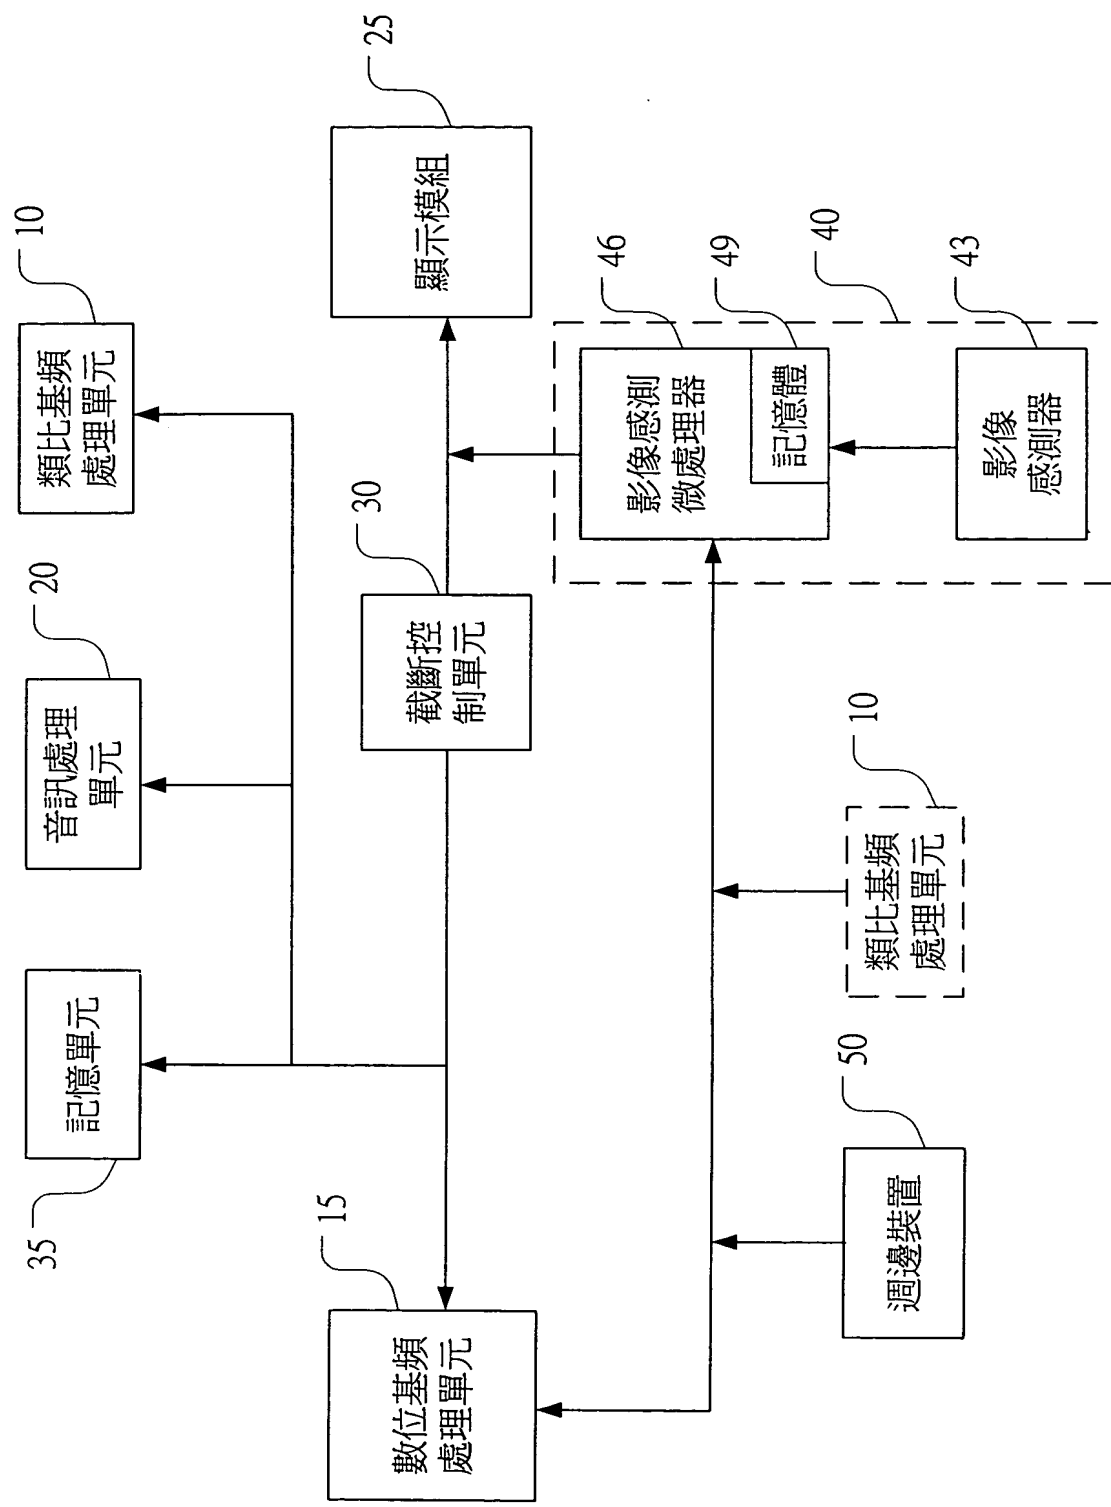 35
記憶單元
20
音訊處理
單元
10
類比基頻
處理單元
15
數位基頻
處理單元
30
截斷控
制單元
25
顯示模組
46
影像感測
微處理器
49
記憶體
40
50
週邊裝置
10
類比基頻
處理單元
43
影像
感測器